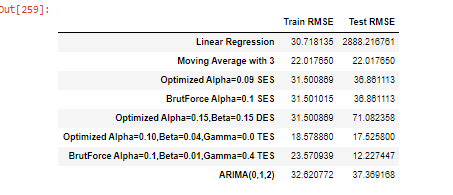 Out[259]:
Train RMSE Test RMSE
Linear Regression 30.718135 2888.216761
Moving Average with 3 22.017650 22.017650
Optimized Alpha=0.09 SES 31.500869 36.861113
BrutForce Alpha=0.1 SES 31.501015 36.861113
Optimized Alpha=0.15,Beta=0.15 DES 31.500869 71.082358
Optimized Alpha=0.10,Beta=0.04,Gamma=0.0 TES 18.578860 17.525800
BrutForce Alpha=0.1,Beta=0.01,Gamma=0.4 TES 23.570939 12.227447
ARIMA(0,1,2) 32.620772 37.369168